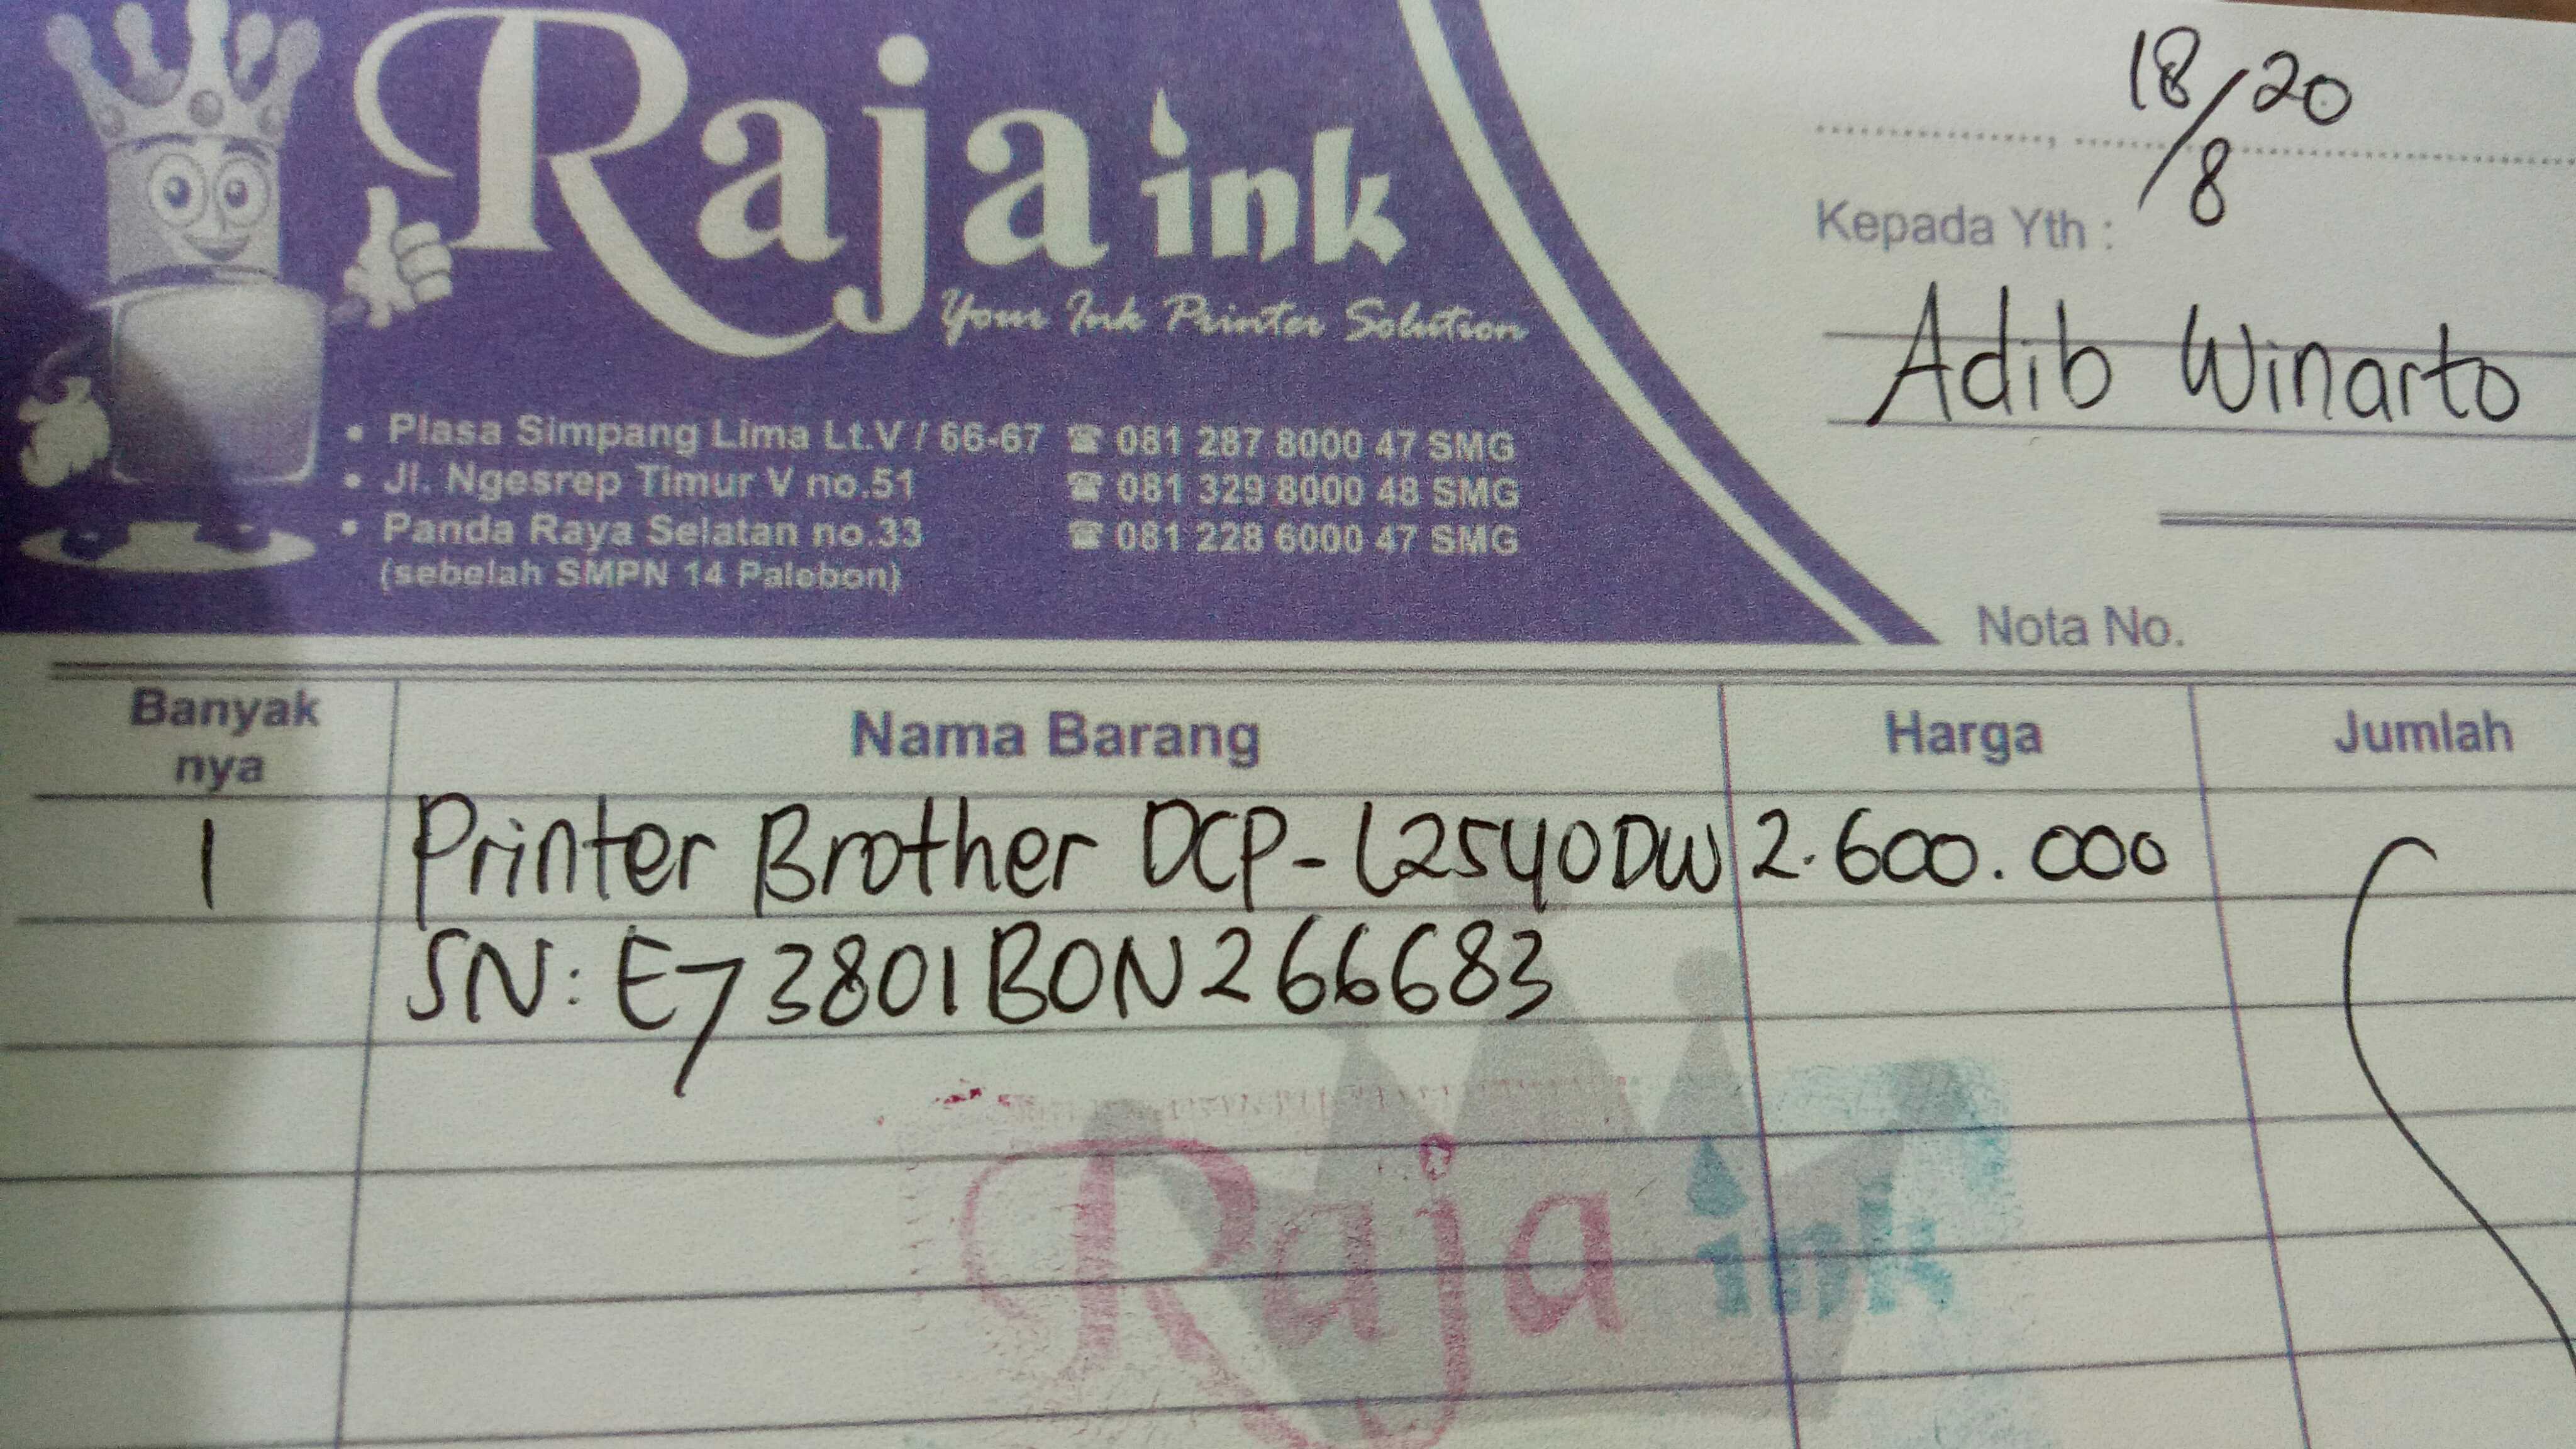 Raja ink
Your Ink Printer Solution
• Plasa Simpang Lima Lt.V / 66-67 ☎ 081 287 8000 47 SMG
• Jl. Ngesrep Timur V no.51 ☎ 081 329 8000 48 SMG
• Panda Raya Selatan no.33 ☎ 081 228 6000 47 SMG
(sebelah SMPN 14 Palebon)
18/8 20
Kepada Yth :
Adib Winarto
Nota No.
Banyak
nya
Nama Barang
Harga
Jumlah
1 Printer Brother DCP-L2540DW 2.600.000
SN: E73801BON266683
Raja ink